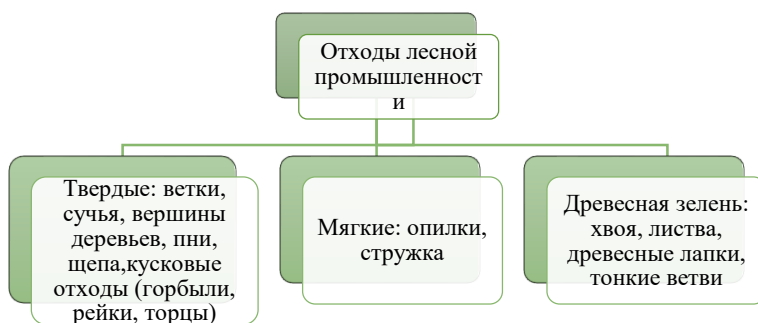 Отходы лесной
промышленност
и
Твердые: ветки,
сучья, вершины
деревьев, пни,
щепа,кусковые
отходы (горбыли,
рейки, торцы)
Мягкие: опилки,
стружка
Древесная зелень:
хвоя, листва,
древесные лапки,
тонкие ветви